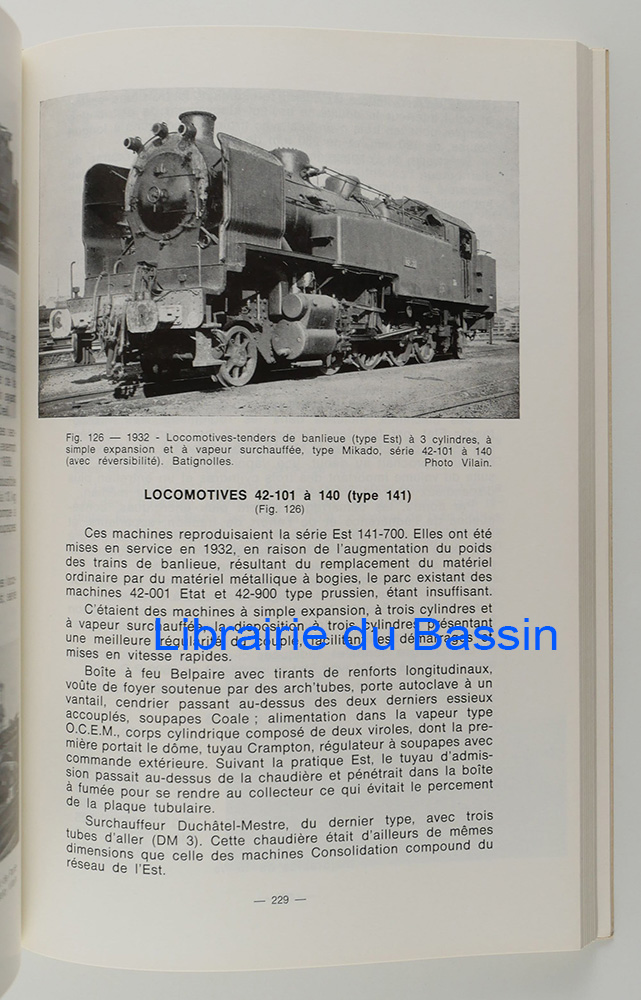 Fig. 126 — 1932 - Locomotives-tenders de banlieue (type Est) à 3 cylindres, à
simple expansion et à vapeur surchauffée, type Mikado, série 42-101 à 140
(avec réversibilité). Batignolles. Photo Vilain.
LOCOMOTIVES 42-101 à 140 (type 141)
(Fig. 126)
Ces machines reproduisaient la série Est 141-700. Elles ont été
mises en service en 1932, en raison de l'augmentation du poids
des trains de banlieue, résultant du remplacement du matériel
ordinaire par du matériel métallique à bogies, le parc existant des
machines 42-001 Etat et 42-900 type prussien, étant insuffisant.
C'étaient des machines à simple expansion, à trois cylindres et
à vapeur surchauffée, la disposition à trois cylindres présentant
une meilleure régularité du couple, facilitant les démarrages
mises en vitesse rapides.
Librairie du Bassin
Boîte à feu Belpaire avec tirants de renforts longitudinaux,
voûte de foyer soutenue par des arch'tubes, porte autoclave à un
vantail, cendrier passant au-dessus des deux derniers essieux
accouplés, soupapes Coale ; alimentation dans la vapeur type
O.C.E.M., corps cylindrique composé de deux viroles, dont la pre-
mière portait le dôme, tuyau Crampton, régulateur à soupapes avec
commande extérieure. Suivant la pratique Est, le tuyau d'admis-
sion passait au-dessus de la chaudière et pénétrait dans la boîte
à fumée pour se rendre au collecteur ce qui évitait le percement
de la plaque tubulaire.
Surchauffeur Duchâtel-Mestre, du dernier type, avec trois
tubes d'aller (DM 3). Cette chaudière était d'ailleurs de mêmes
dimensions que celle des machines Consolidation compound du
réseau de l'Est.
— 229 —